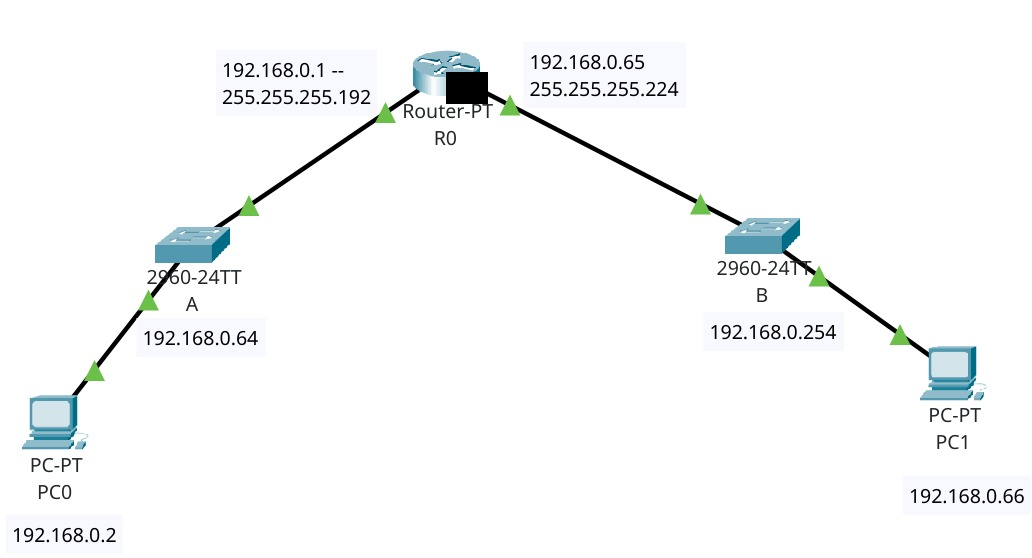 192.168.0.1 --
255.255.255.192
192.168.0.65
255.255.255.224
Router-PT
R0
2960-24TT
A
192.168.0.64
2960-24TT
B
192.168.0.254
PC-PT
PC0
192.168.0.2
PC-PT
PC1
192.168.0.66